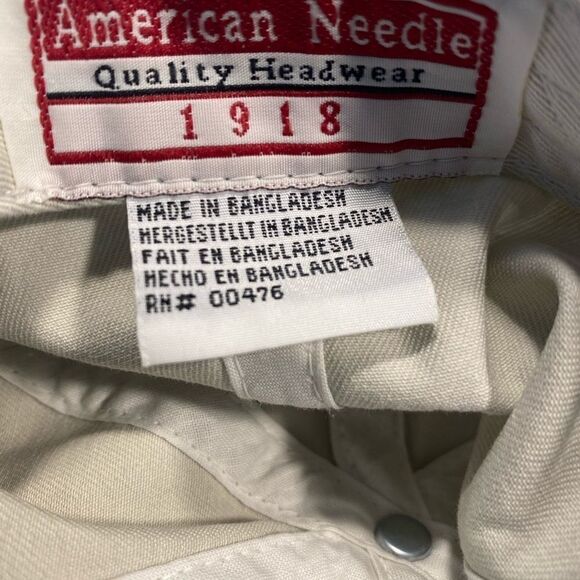 American Needle
Quality Headwear
1918
MADE IN BANGLADESH
HERGESTELLT IN BANGLADESH
FAIT EN BANGLADESH
HECHO EN BANGLADESH
RN# 00476